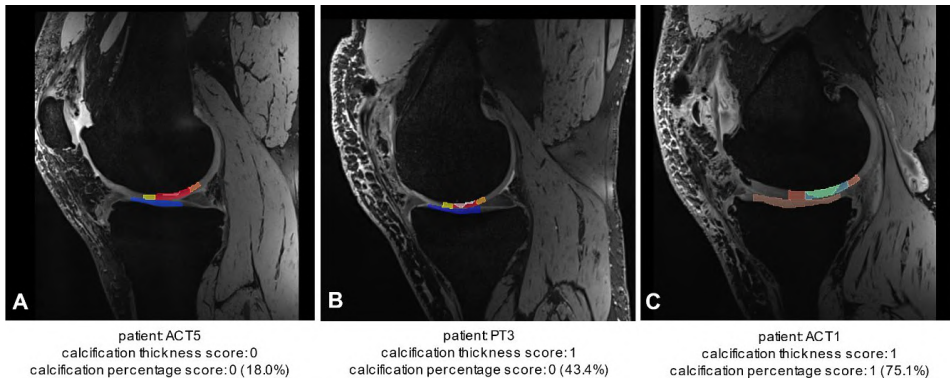 A
B
C
patient: ACT5
calcification thickness score: 0
calcification percentage score: 0 (18.0%)
patient: PT3
calcification thickness score: 1
calcification percentage score: 0 (43.4%)
patient: ACT1
calcification thickness score: 1
calcification percentage score: 1 (75.1%)